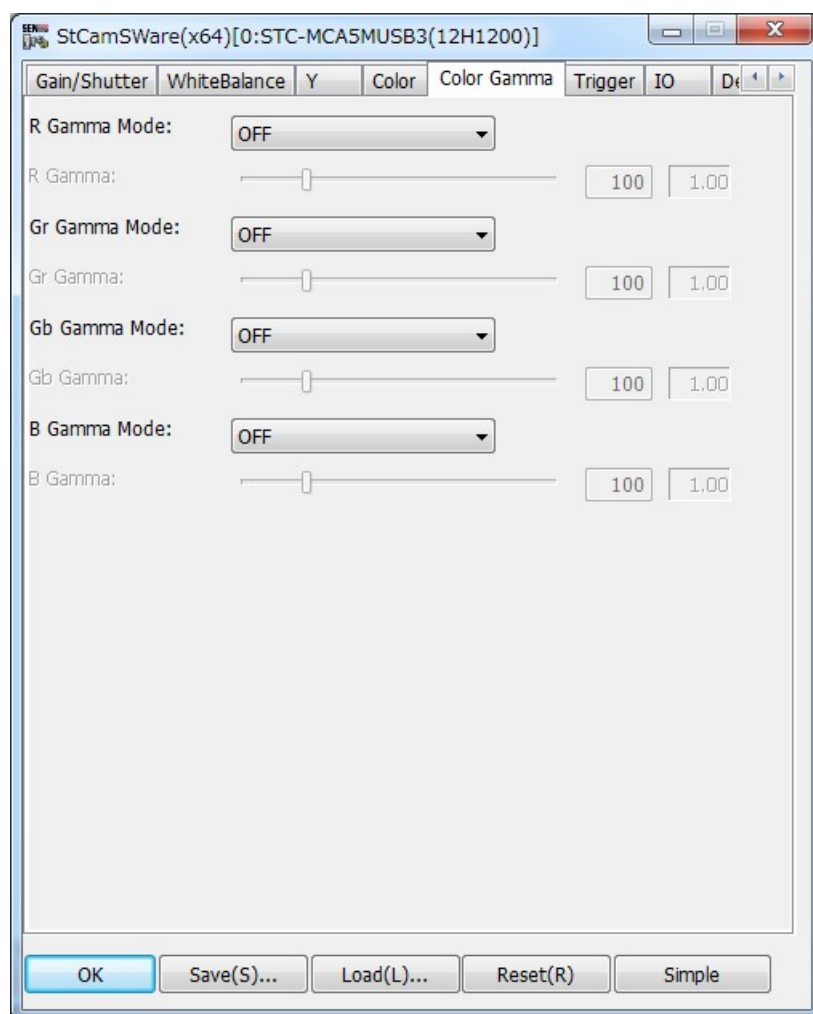 StCamSWare(x64)[0:STC-MCA5MUSB3(12H1200)]
Gain/Shutter WhiteBalance Y Color Color Gamma Trigger IO
R Gamma Mode: OFF
R Gamma: 100 1.00
Gr Gamma Mode: OFF
Gr Gamma: 100 1.00
Gb Gamma Mode: OFF
Gb Gamma: 100 1.00
B Gamma Mode: OFF
B Gamma: 100 1.00
OK Save(S)... Load(L)... Reset(R) Simple